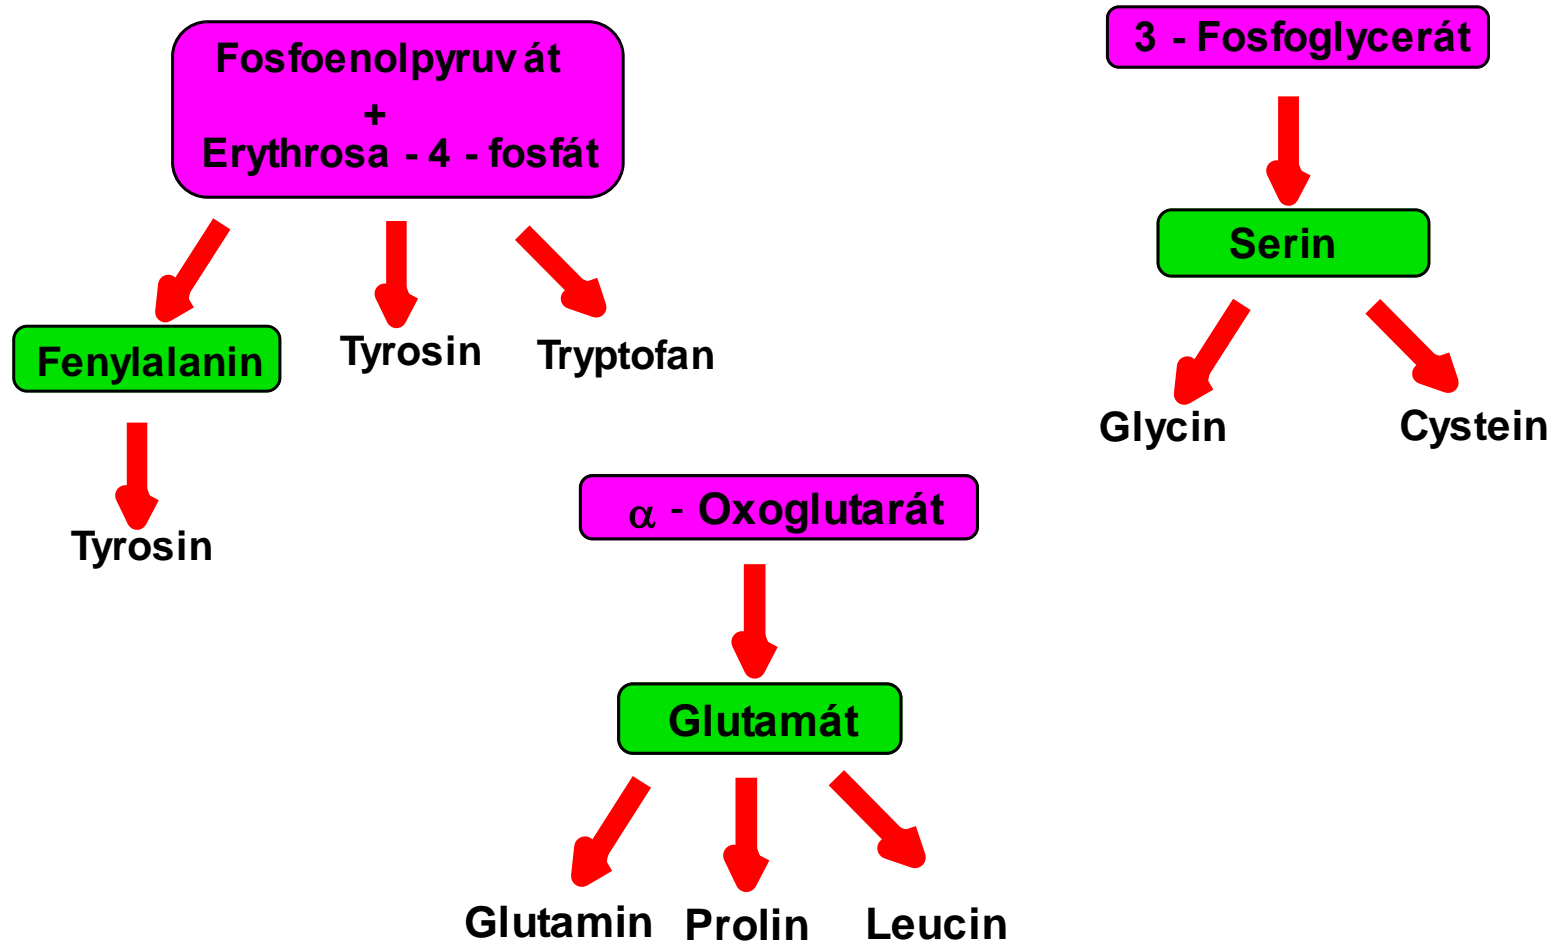 Fosfoenolpyruvát
+
Erythrosa - 4 - fosfát
Fenylalanin
Tyrosin
Tryptofan
Tyrosin
3 - Fosfoglycerát
Serin
Glycin
Cystein
α - Oxoglutarát
Glutamát
Glutamin
Prolin
Leucin